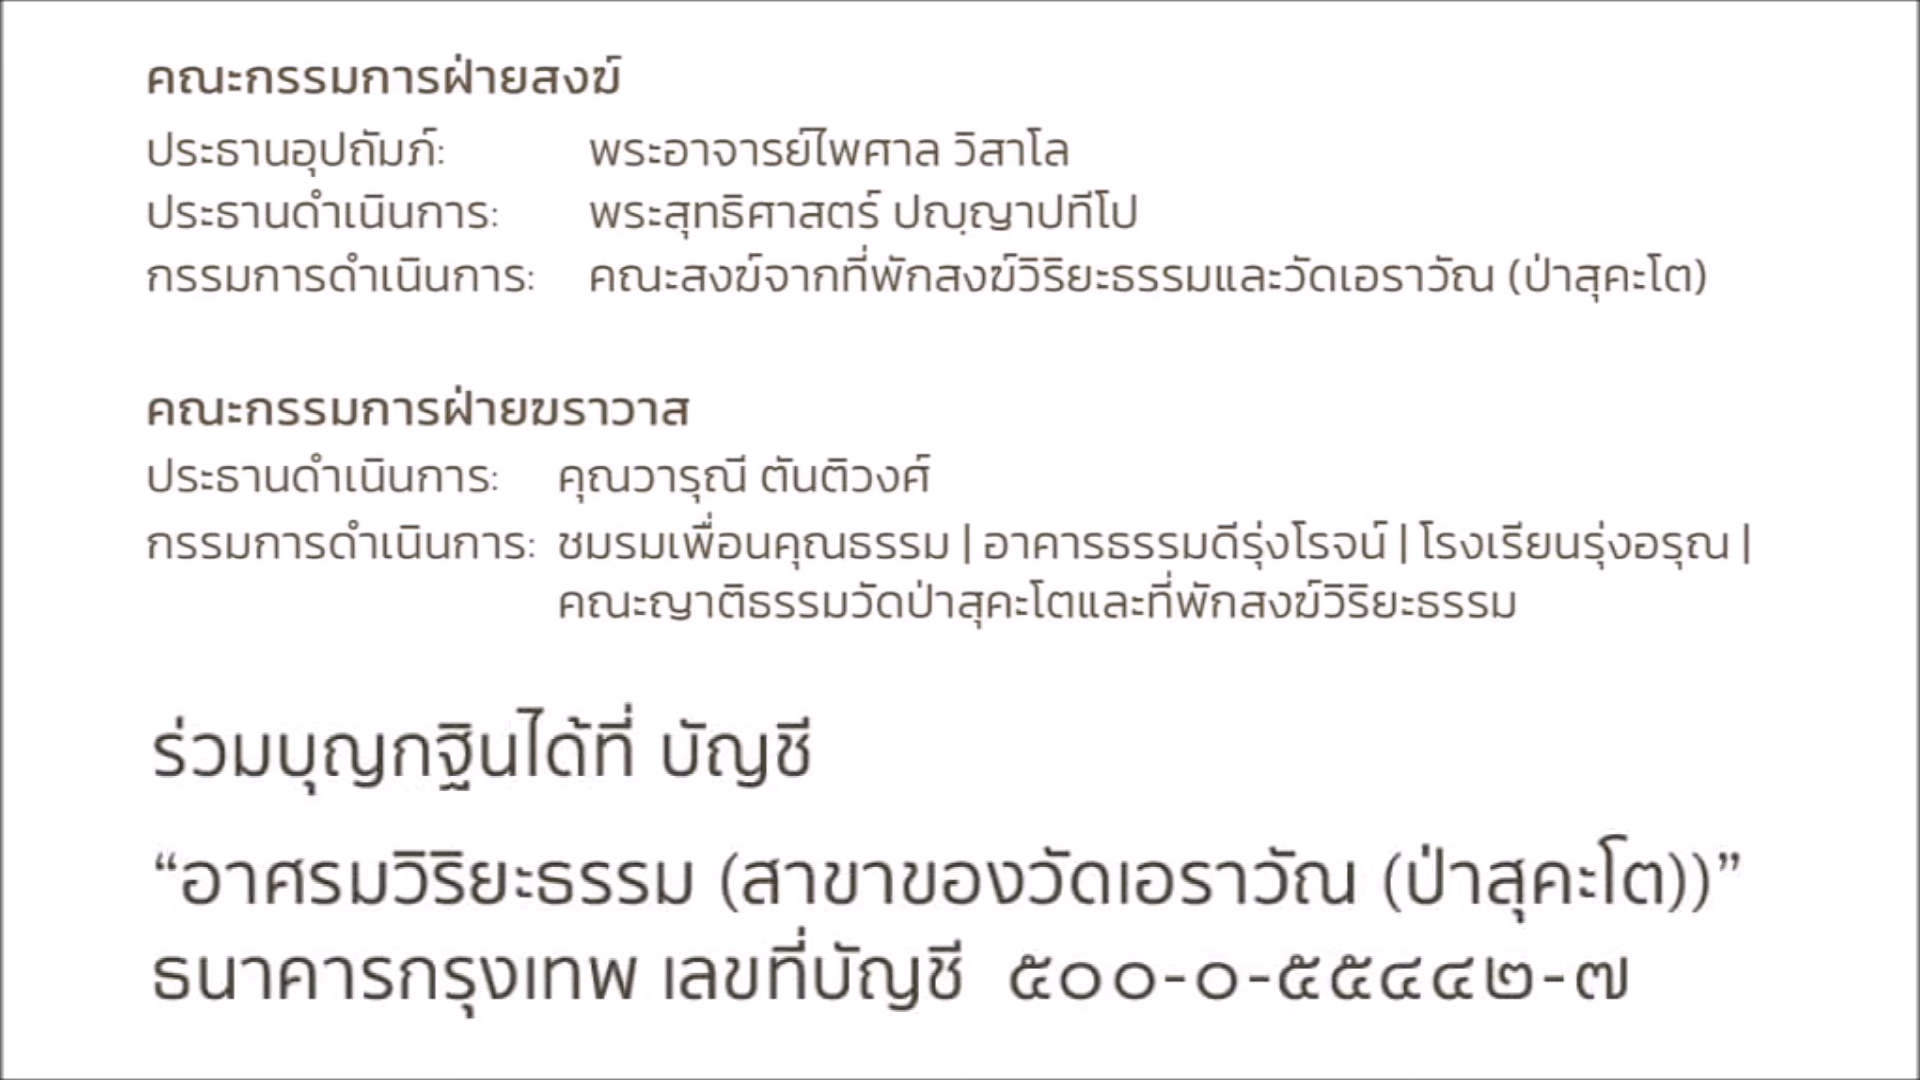 คณะกรรมการฝ่ายสงฆ์
ประธานอุปถัมภ์: พระอาจารย์ไพศาล วิสาโล
ประธานดำเนินการ: พระสุทธิศาสตร์ ปญฺญาปทีโป
กรรมการดำเนินการ: คณะสงฆ์จากที่พักสงฆ์วิริยะธรรมและวัดเอราวัณ (ป่าสุคะโต)
คณะกรรมการฝ่ายฆราวาส
ประธานดำเนินการ: คุณวารุณี ตันติวงศ์
กรรมการดำเนินการ: ชมรมเพื่อนคุณธรรม | อาคารธรรมดีรุ่งโรจน์ | โรงเรียนรุ่งอรุณ |
คณะญาติธรรมวัดป่าสุคะโตและที่พักสงฆ์วิริยะธรรม
ร่วมบุญกฐินได้ที่ บัญชี
“อาศรมวิริยะธรรม (สาขาของวัดเอราวัณ (ป่าสุคะโต))”
ธนาคารกรุงเทพ เลขที่บัญชี ๕๐๐-๐-๕๕๔๔๒-๗